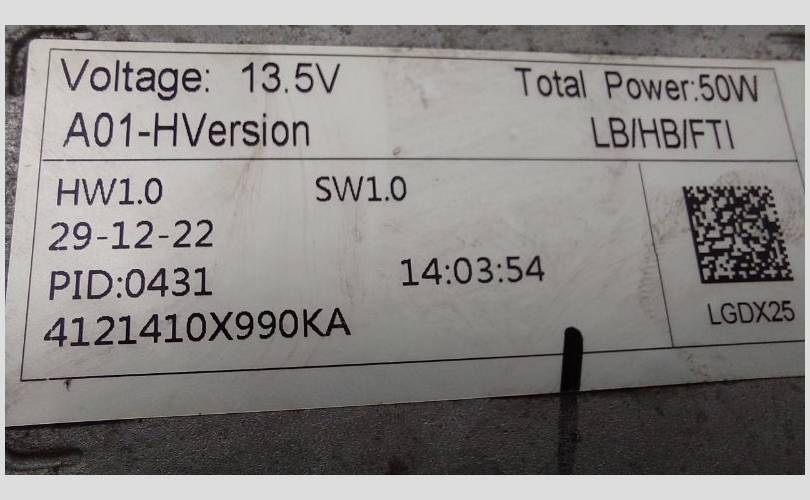 Voltage: 13.5V Total Power:50W
A01-HVersion LB/HB/FTI
HW1.0 SW1.0
29-12-22
PID:0431 14:03:54
4121410X990KA
LGDX25